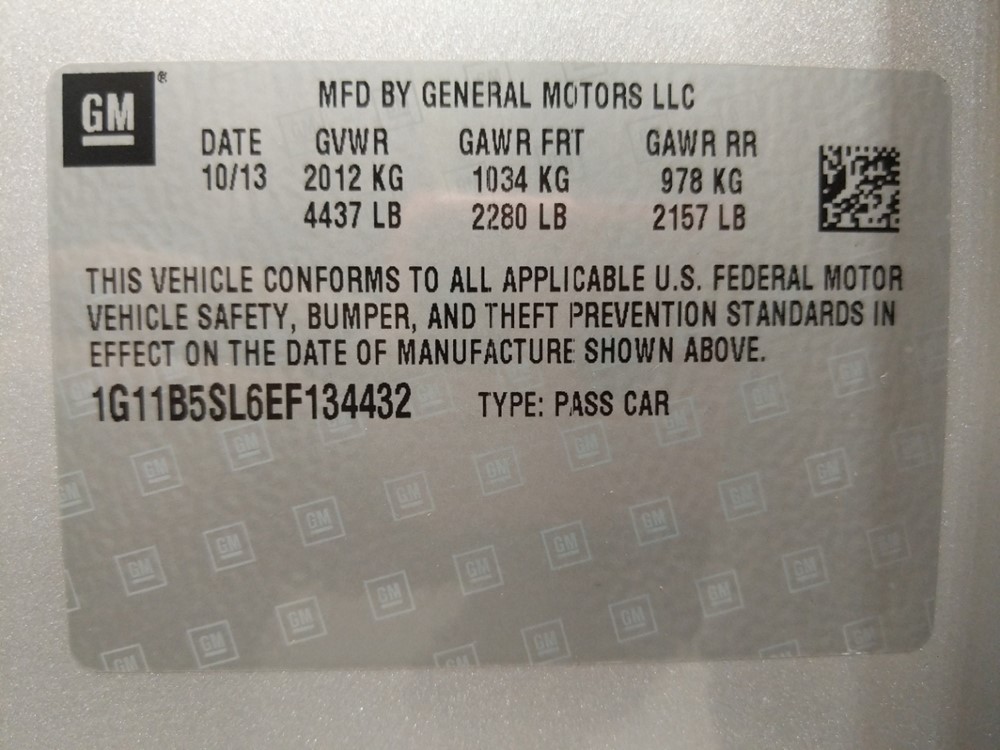 GM®
MFD BY GENERAL MOTORS LLC
DATE GVWR GAWR FRT GAWR RR
10/13 2012 KG 1034 KG 978 KG
4437 LB 2280 LB 2157 LB
THIS VEHICLE CONFORMS TO ALL APPLICABLE U.S. FEDERAL MOTOR
VEHICLE SAFETY, BUMPER, AND THEFT PREVENTION STANDARDS IN
EFFECT ON THE DATE OF MANUFACTURE SHOWN ABOVE.
1G11B5SL6EF134432 TYPE: PASS CAR